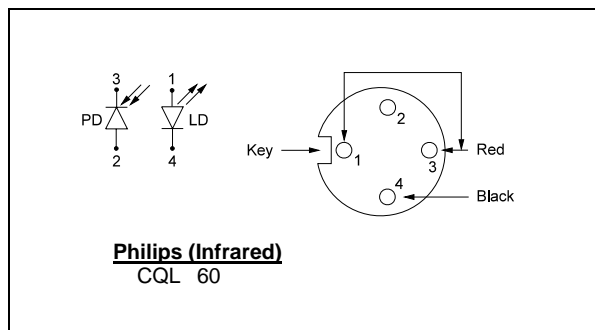 3 1
PD LD
2 4
Key 1 2 3 Red
4 Black
Philips (Infrared)
CQL 60